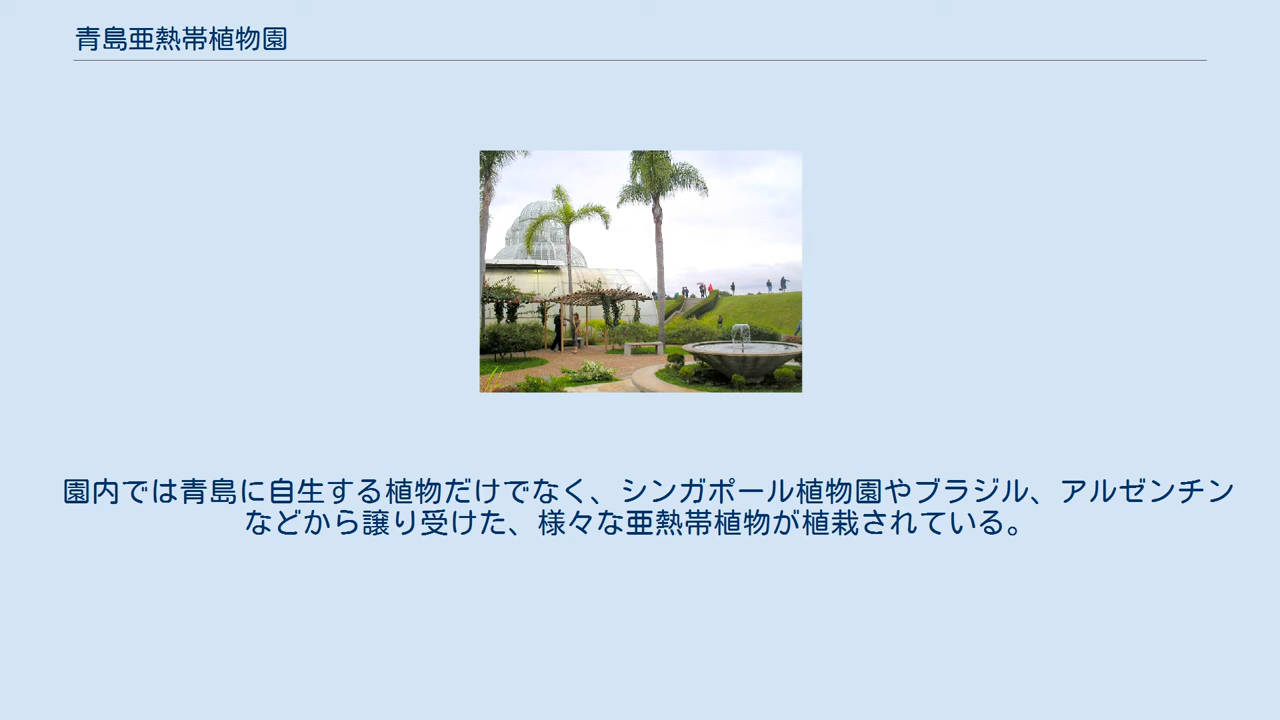 青島亜熱帯植物園
園内では青島に自生する植物だけでなく、シンガポール植物園やブラジル、アルゼンチン
などから譲り受けた、様々な亜熱帯植物が植栽されている。